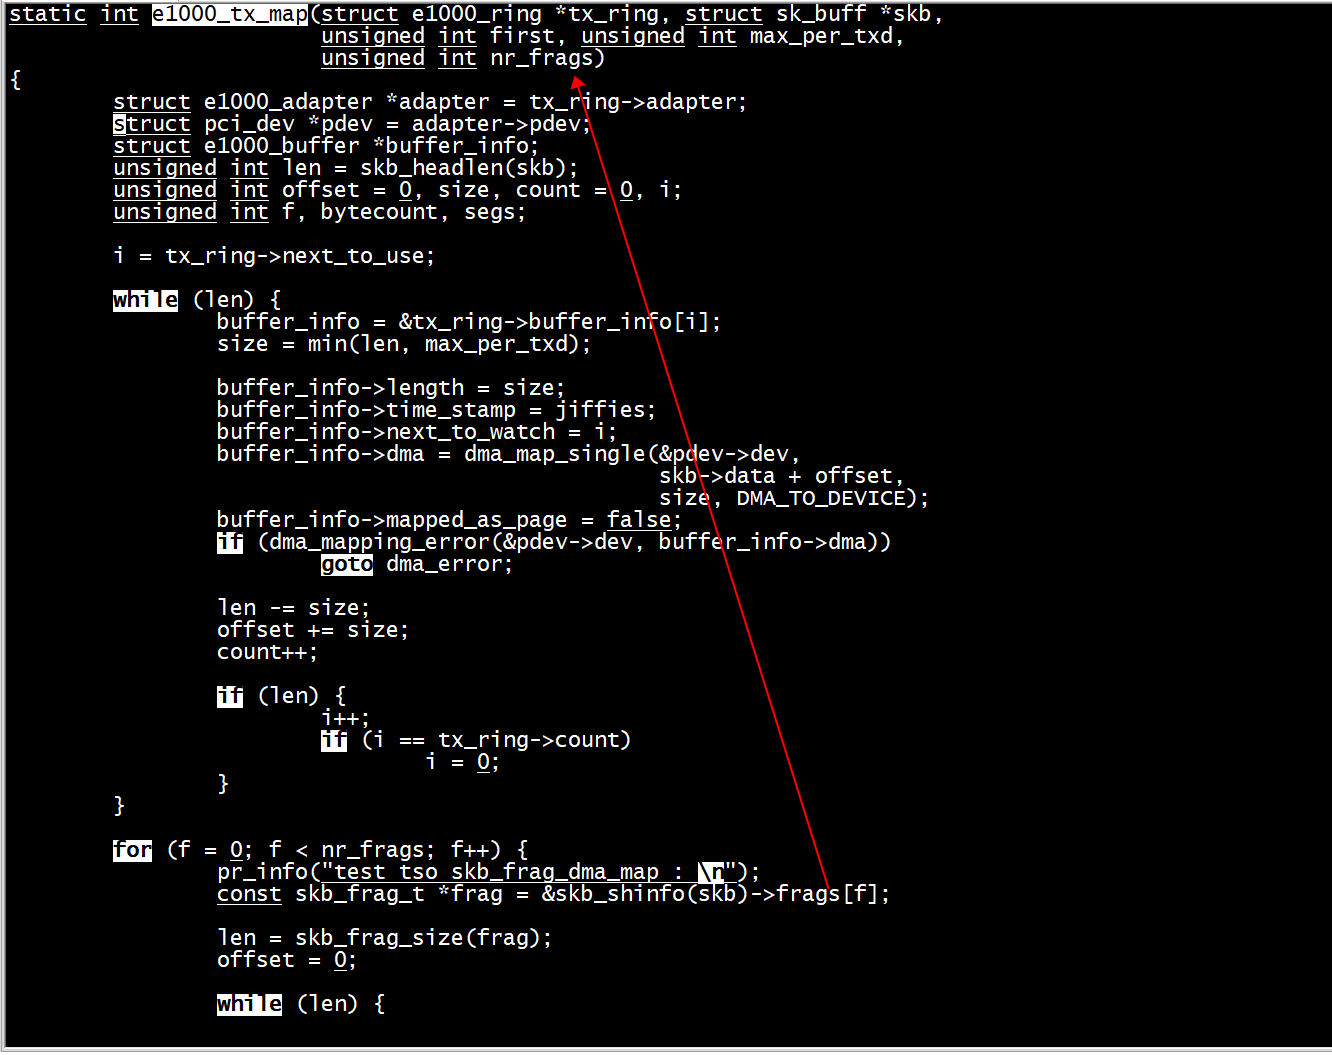 static int e1000_tx_map(struct e1000_ring *tx_ring, struct sk_buff *skb,
                        unsigned int first, unsigned int max_per_txd,
                        unsigned int nr_frags)
{
        struct e1000_adapter *adapter = tx_ring->adapter;
        struct pci_dev *pdev = adapter->pdev;
        struct e1000_buffer *buffer_info;
        unsigned int len = skb_headlen(skb);
        unsigned int offset = 0, size, count = 0, i;
        unsigned int f, bytecount, segs;

        i = tx_ring->next_to_use;

        while (len) {
                buffer_info = &tx_ring->buffer_info[i];
                size = min(len, max_per_txd);

                buffer_info->length = size;
                buffer_info->time_stamp = jiffies;
                buffer_info->next_to_watch = i;
                buffer_info->dma = dma_map_single(&pdev->dev,
                                                  skb->data + offset,
                                                  size, DMA_TO_DEVICE);
                buffer_info->mapped_as_page = false;
                if (dma_mapping_error(&pdev->dev, buffer_info->dma))
                        goto dma_error;

                len -= size;
                offset += size;
                count++;

                if (len) {
                        i++;
                        if (i == tx_ring->count)
                                i = 0;
                }
        }

        for (f = 0; f < nr_frags; f++) {
                pr_info("test tso skb_frag_dma_map : \n");
                const skb_frag_t *frag = &skb_shinfo(skb)->frags[f];

                len = skb_frag_size(frag);
                offset = 0;

                while (len) {